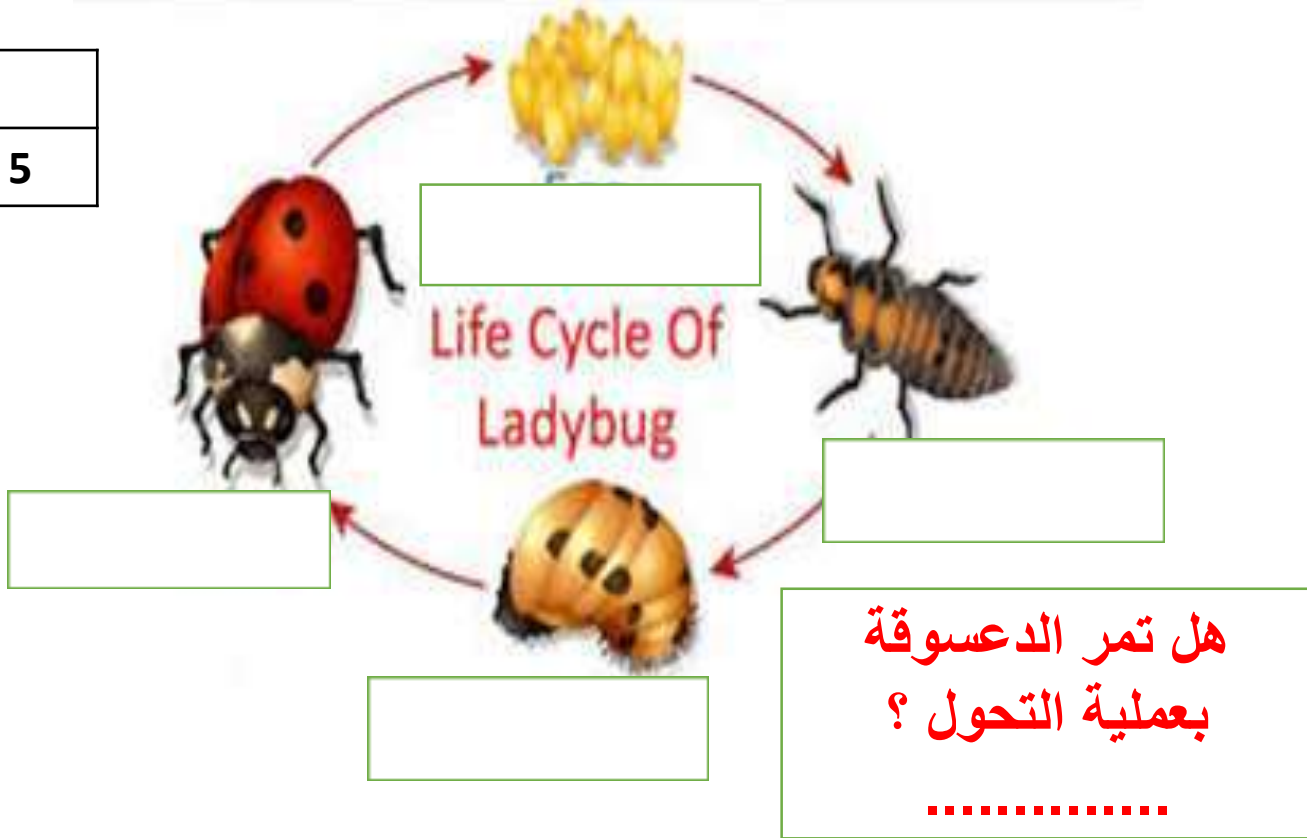 5
Life Cycle Of
Ladybug
هل تمر الدعسوقة
بعملية التحول ؟
..............